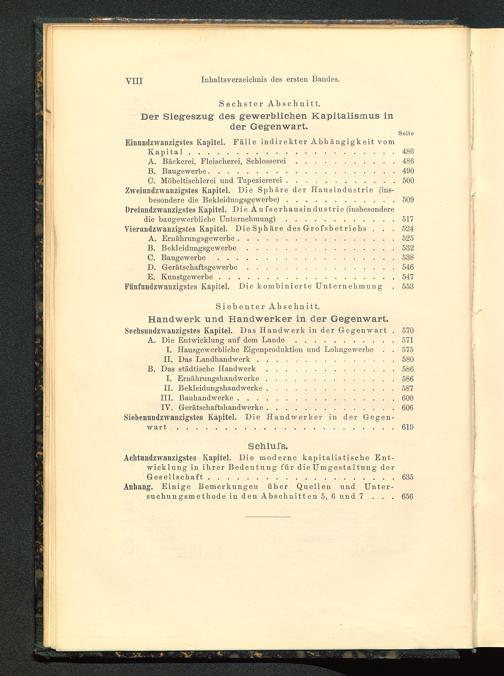 VIII Inhaltsverzeichnis des ersten Bandes.
Sechster Abschnitt.
Der Siegeszug des gewerblichen Kapitalismus in
der Gegenwart.
Seite
Einundzwanzigstes Kapitel. Fälle indirekter Abhängigkeit vom
Kapital . . . . . . . . . . . . . . . . . . . 486
A. Bäckerei, Fleischerei, Schlosserei . . . . . . . . . . 486
B. Baugewerbe . . . . . . . . . . . . . . . . . 490
C. Möbeltischlerei und Tapeziererei . . . . . . . . . . 500
Zweiundzwanzigstes Kapitel. Die Sphäre der Hausindustrie (ins-
besondere die Bekleidungsgewerbe) . . . . . . . . . . 509
Dreiundzwanzigstes Kapitel. Die Aufserhausindustrie (insbesondere
die baugewerbliche Unternehmung) . . . . . . . . . . 517
Vierundzwanzigstes Kapitel. Die Sphäre des Grofsbetriebs . . . 524
A. Ernährungsgewerbe . . . . . . . . . . . . . . 525
B. Bekleidungsgewerbe . . . . . . . . . . . . . . 532
C. Baugewerbe . . . . . . . . . . . . . . . . . 538
D. Gerätschaftsgewerbe . . . . . . . . . . . . . . 546
E. Kunstgewerbe . . . . . . . . . . . . . . . . 547
Fünfundzwanzigstes Kapitel. Die kombinierte Unternehmung . 553
Siebenter Abschnitt.
Handwerk und Handwerker in der Gegenwart.
Sechsundzwanzigstes Kapitel. Das Handwerk in der Gegenwart . 570
A. Die Entwicklung auf dem Lande . . . . . . . . . . 571
I. Hausgewerbliche Eigenproduktion und Lohngewerbe . . 575
II. Das Landhandwerk . . . . . . . . . . . . . . 580
B. Das städtische Handwerk . . . . . . . . . . . . 586
I. Ernährungshandwerke . . . . . . . . . . . . . 586
II. Bekleidungshandwerke . . . . . . . . . . . . . 587
III. Bauhandwerke . . . . . . . . . . . . . . . 600
IV. Gerätschaftshandwerke . . . . . . . . . . . . . 606
Siebenundzwanzigstes Kapitel. Die Handwerker in der Gegen-
wart . . . . . . . . . . . . . . . . . . . . 619
Schlufs.
Achtundzwanzigstes Kapitel. Die moderne kapitalistische Ent-
wicklung in ihrer Bedeutung für die Umgestaltung der
Gesellschaft . . . . . . . . . . . . . . . . . 635
Anhang. Einige Bemerkungen über Quellen und Unter-
suchungsmethode in den Abschnitten 5, 6 und 7 . . . 656